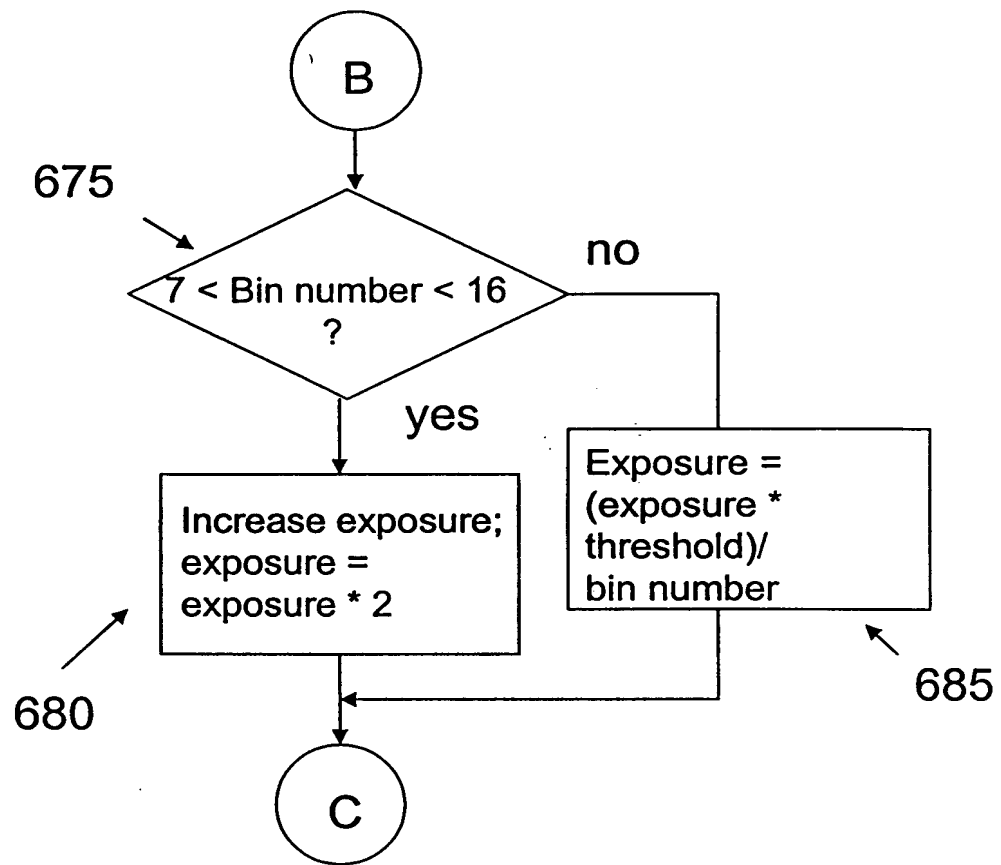 B
675
7 < Bin number < 16
?
no
yes
Increase exposure;
exposure =
exposure * 2
Exposure =
(exposure *
threshold)/
bin number
680
685
C